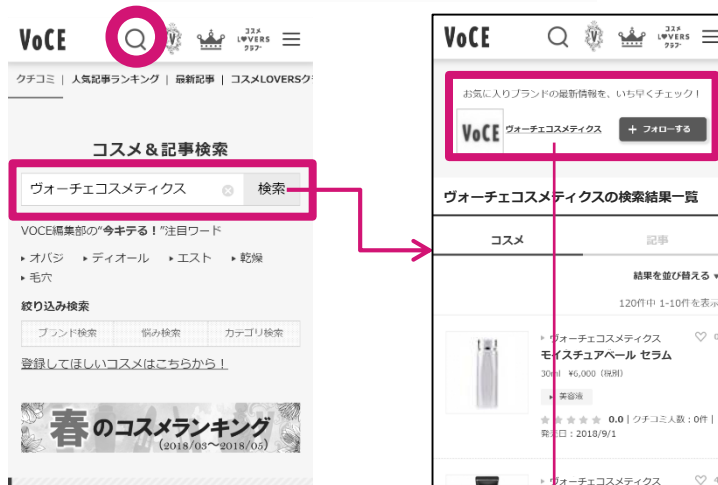 VoCE
コスメ
L♥VERS
クラブ
クチコミ | 人気記事ランキング | 最新記事 | コスメLOVERSク
コスメ＆記事検索
ヴォーチェコスメティクス 検索
VOCE編集部の“今キテる！”注目ワード
オバジ ディオール エスト 乾燥
毛穴
絞り込み検索
ブランド検索 悩み検索 カテゴリ検索
登録してほしいコスメはこちらから！
春のコスメランキング
(2018/03〜2018/05)
VoCE
コスメ
L♥VERS
クラブ
お気に入りブランドの最新情報を、いち早くチェック！
VoCE ヴォーチェコスメティクス ＋ フォローする
ヴォーチェコスメティクスの検索結果一覧
コスメ 記事
結果を並び替える
120件中 1-10件を表示
ヴォーチェコスメティクス
モイスチュアベール セラム
30ml ¥6,000（税別）
美容液
★★★★★ 0.0 | クチコミ人数：0件 |
発売日：2018/9/1
ヴォーチェコスメティクス